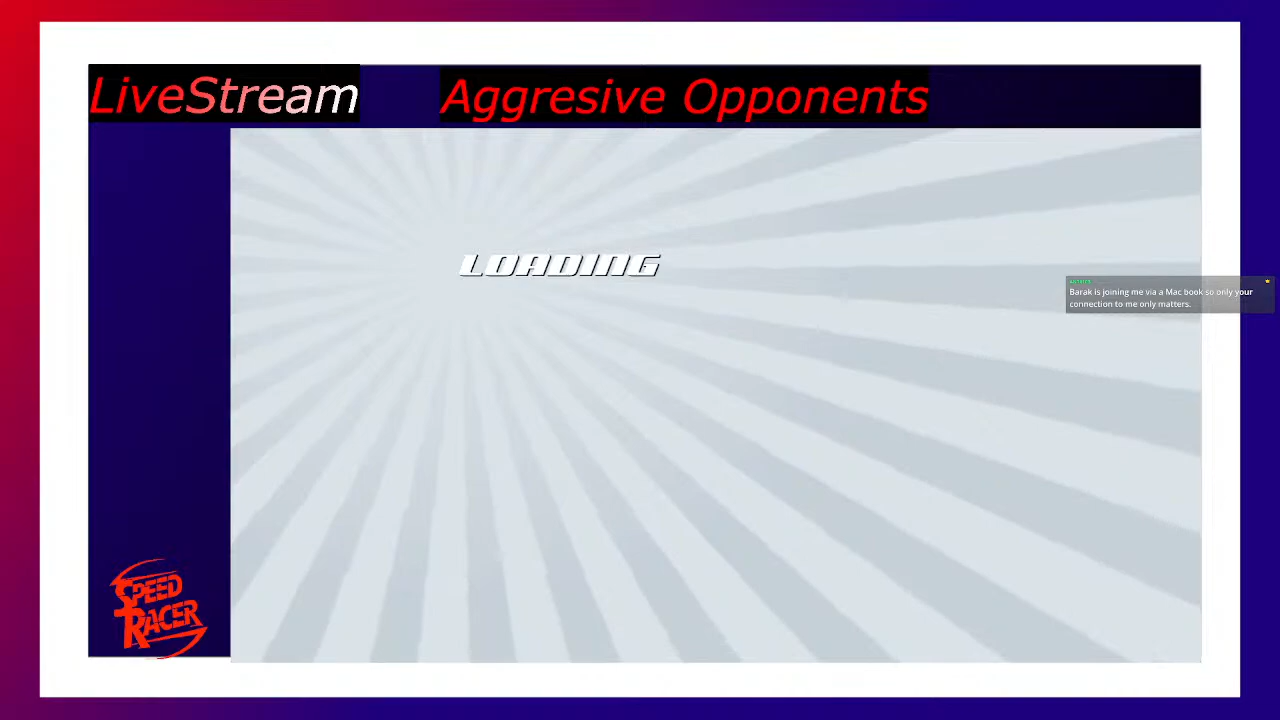 LiveStream
Aggresive Opponents
LOADING
Barak is joining me via a Mac book so only your
connection to me only matters.
SPEED
RACER